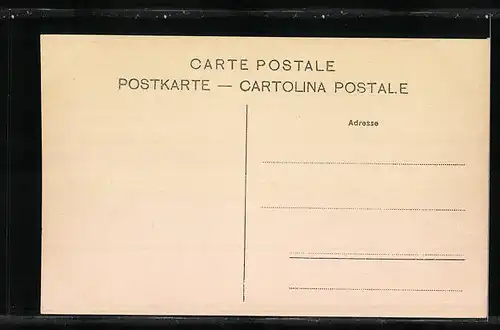 CARTE POSTALE
POSTKARTE — CARTOLINA POSTALE
Adresse